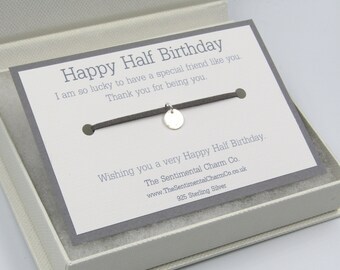 Happy Half Birthday
I am so lucky to have a special friend like you.
Thank you for being you.
Wishing you a very Happy Half Birthday.
The Sentimental Charm Co.
www.TheSentimentalCharmCo.co.uk
925 Sterling Silver